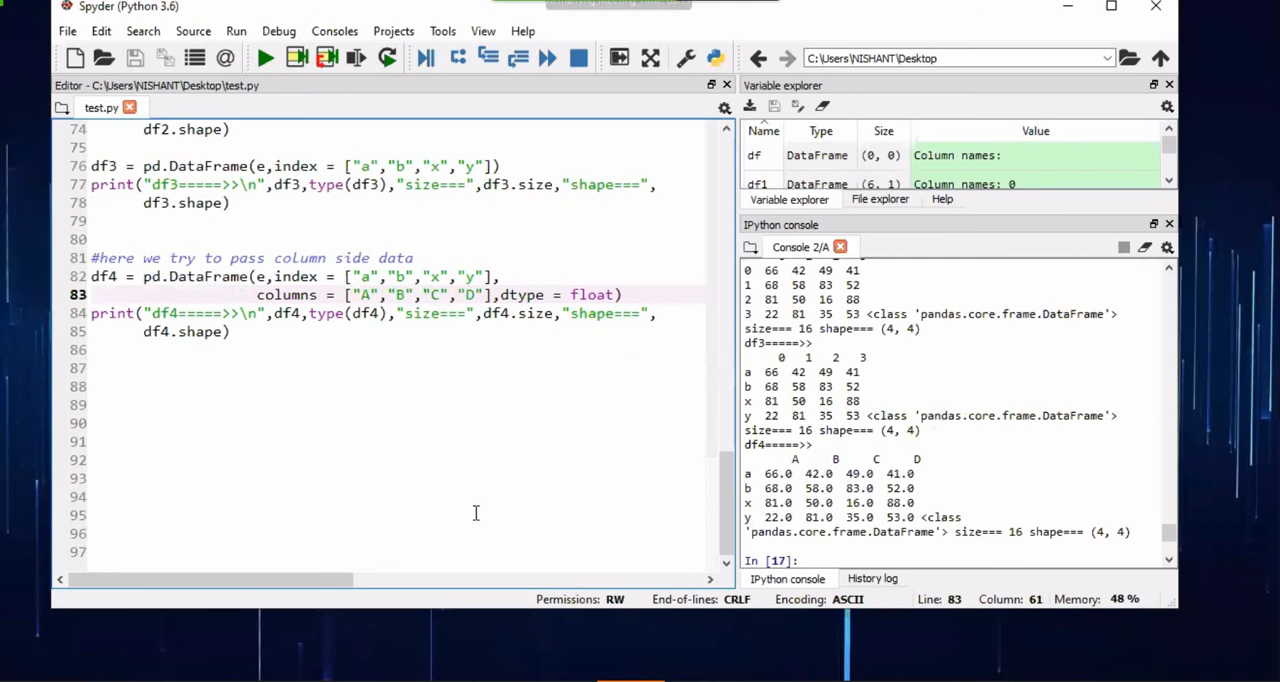 Spyder (Python 3.6)
File Edit Search Source Run Debug Consoles Projects Tools View Help
C:\Users\NISHANT\Desktop
Editor - C:\Users\NISHANT\Desktop\test.py
test.py
74 df2.shape)
75
76 df3 = pd.DataFrame(e,index = ["a","b","x","y"])
77 print("df3=====>>\n",df3,type(df3),"size===",df3.size,"shape===",
78 df3.shape)
79
80
81 #here we try to pass column side data
82 df4 = pd.DataFrame(e,index = ["a","b","x","y"],
83 columns = ["A","B","C","D"],dtype = float)
84 print("df4=====>>\n",df4,type(df4),"size===",df4.size,"shape===",
85 df4.shape)
86
87
88
89
90
91
92
93
94
95
96
97
Variable explorer
Name Type Size Value
df DataFrame (0, 0) Column names:
df1 DataFrame (6, 1) Column names: 0
Variable explorer File explorer Help
IPython console
Console 2/A
0 66 42 49 41
1 68 58 83 52
2 81 50 16 88
3 22 81 35 53 <class 'pandas.core.frame.DataFrame'>
size=== 16 shape=== (4, 4)
df3=====>>
0 1 2 3
a 66 42 49 41
b 68 58 83 52
x 81 50 16 88
y 22 81 35 53 <class 'pandas.core.frame.DataFrame'>
size=== 16 shape=== (4, 4)
df4=====>>
A B C D
a 66.0 42.0 49.0 41.0
b 68.0 58.0 83.0 52.0
x 81.0 50.0 16.0 88.0
y 22.0 81.0 35.0 53.0 <class
'pandas.core.frame.DataFrame'> size=== 16 shape=== (4, 4)
In [17]:
IPython console History log
Permissions: RW End-of-lines: CRLF Encoding: ASCII Line: 83 Column: 61 Memory: 48 %